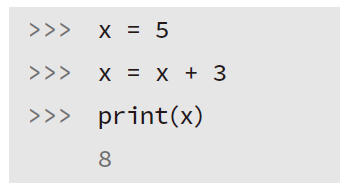 >>> x = 5
>>> x = x + 3
>>> print(x)
8